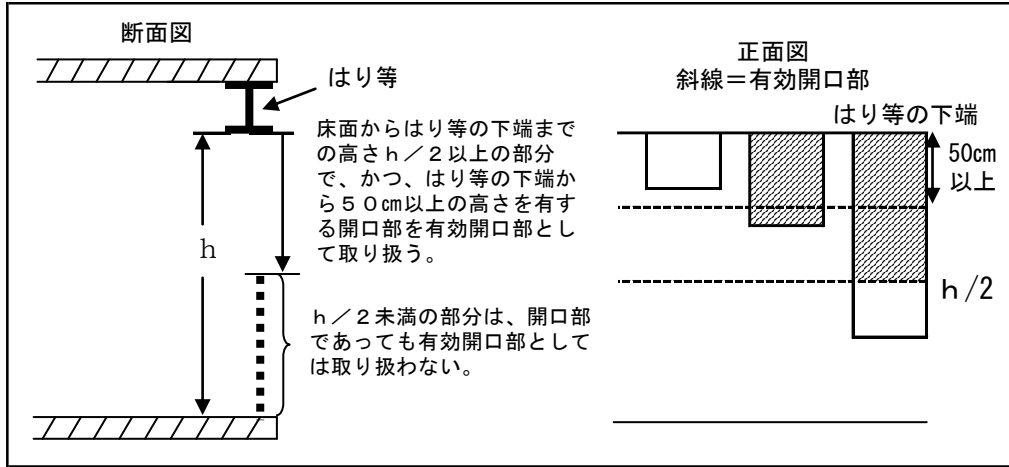 断面図
はり等
床面からはり等の下端まで
の高さｈ／２以上の部分
で、かつ、はり等の下端か
ら５０㎝以上の高さを有す
る開口部を有効開口部とし
て取り扱う。
h
ｈ／２未満の部分は、開口部
であっても有効開口部として
は取り扱わない。
正面図
斜線＝有効開口部
はり等の下端
50㎝
以上
ｈ/2